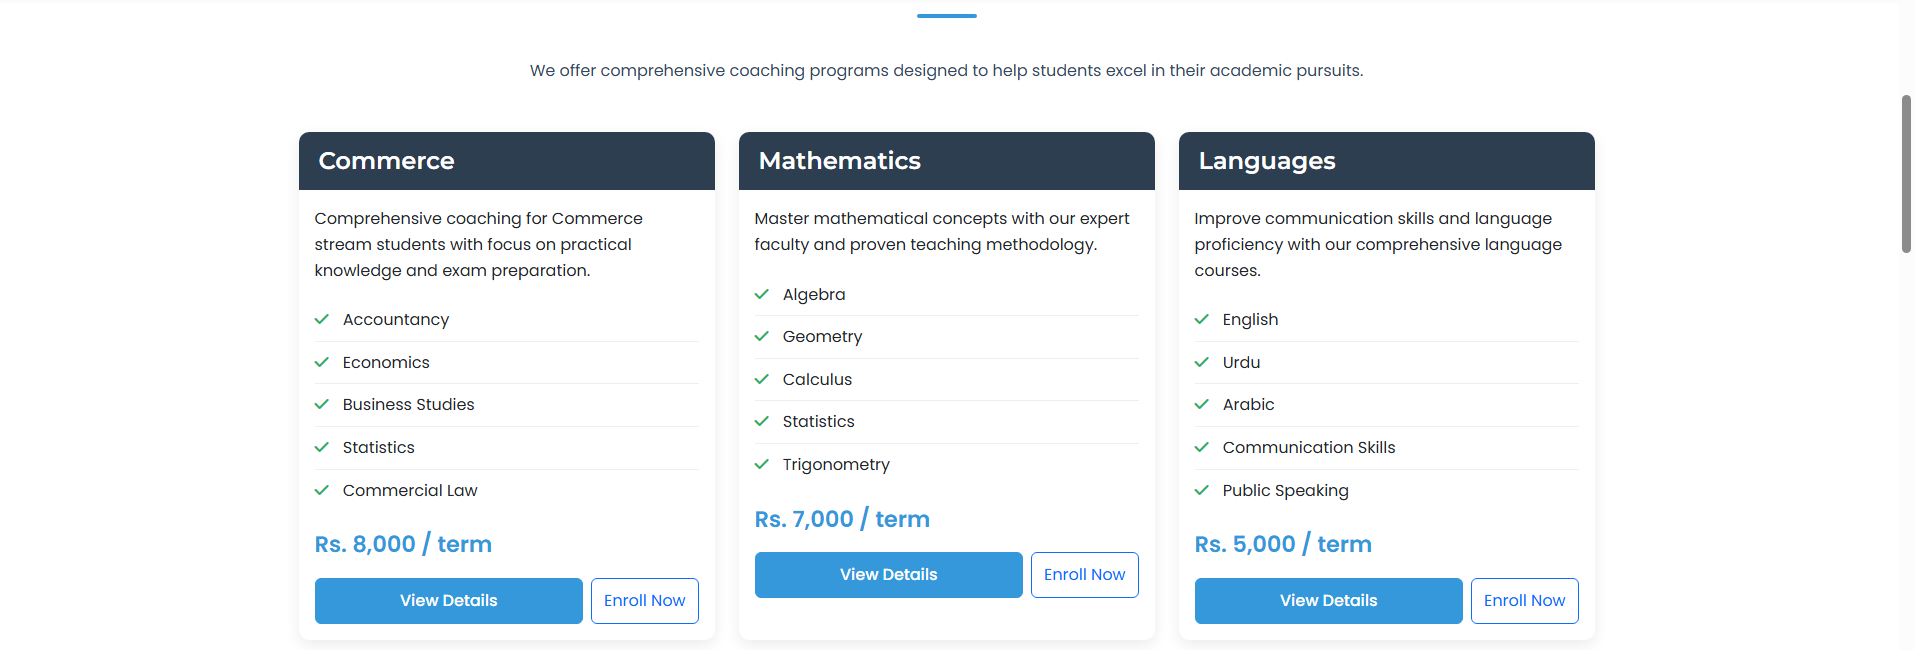 We offer comprehensive coaching programs designed to help students excel in their academic pursuits.
Commerce
Comprehensive coaching for Commerce
stream students with focus on practical
knowledge and exam preparation.
Accountancy
Economics
Business Studies
Statistics
Commercial Law
Rs. 8,000 / term
View Details
Enroll Now
Mathematics
Master mathematical concepts with our expert
faculty and proven teaching methodology.
Algebra
Geometry
Calculus
Statistics
Trigonometry
Rs. 7,000 / term
View Details
Enroll Now
Languages
Improve communication skills and language
proficiency with our comprehensive language
courses.
English
Urdu
Arabic
Communication Skills
Public Speaking
Rs. 5,000 / term
View Details
Enroll Now